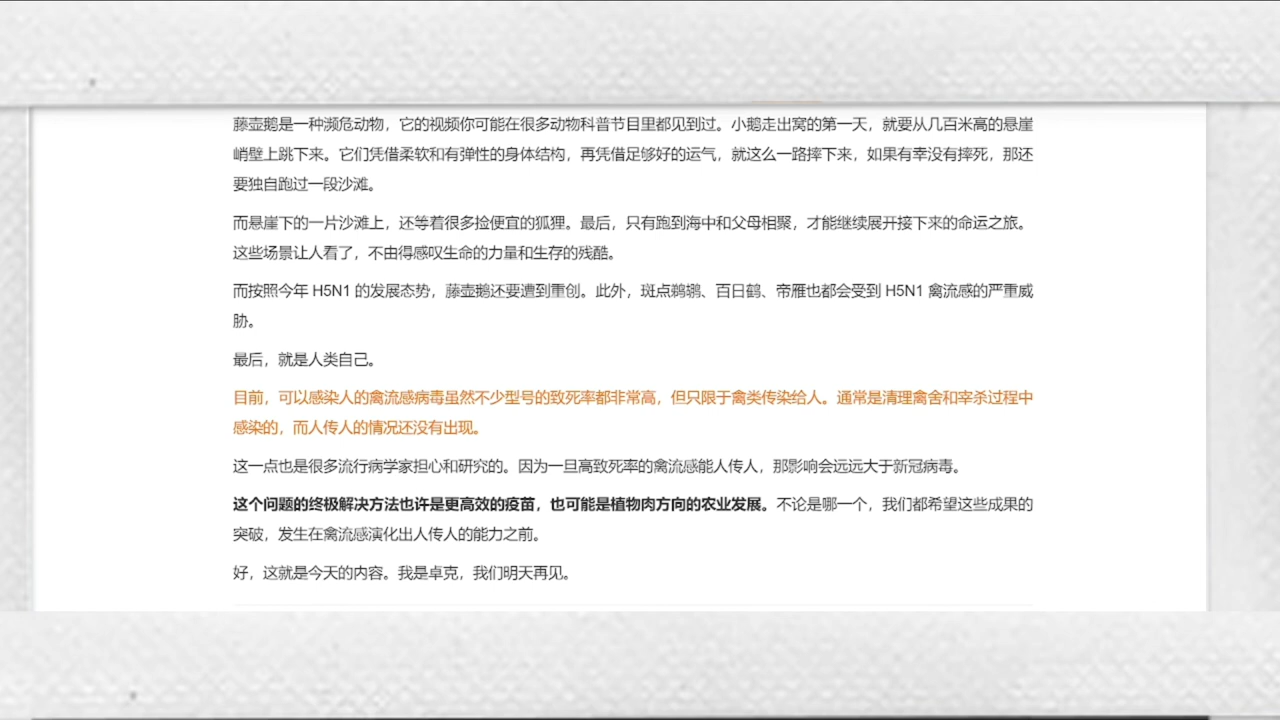 藤壶鹅是一种濒危动物，它的视频你可能在很多动物科普节目里都见到过。小鹅走出窝的第一天，就要从几百米高的悬崖
峭壁上跳下来。它们凭借柔软和有弹性的身体结构，再凭借足够好的运气，就这么一路摔下来，如果有幸没有摔死，那还
要独自跑过一段沙滩。
而悬崖下的一片沙滩上，还等着很多捡便宜的狐狸。最后，只有跑到海中和父母相聚，才能继续展开接下来的命运之旅。
这些场景让人看了，不由得感叹生命的力量和生存的残酷。
而按照今年 H5N1 的发展态势，藤壶鹅还要遭到重创。此外，斑点鹈鹕、百日鹤、帝雁也都会受到 H5N1 禽流感的严重威
胁。
最后，就是人类自己。
目前，可以感染人的禽流感病毒虽然不少型号的致死率都非常高，但只限于禽类传染给人。通常是清理禽舍和宰杀过程中
感染的，而人传人的情况还没有出现。
这一点也是很多流行病学家担心和研究的。因为一旦高致死率的禽流感能人传人，那影响会远远大于新冠病毒。
这个问题的终极解决方法也许是更高效的疫苗，也可能是植物肉方向的农业发展。不论是哪一个，我们都希望这些成果的
突破，发生在禽流感演化出人传人的能力之前。
好，这就是今天的内容。我是卓克，我们明天再见。